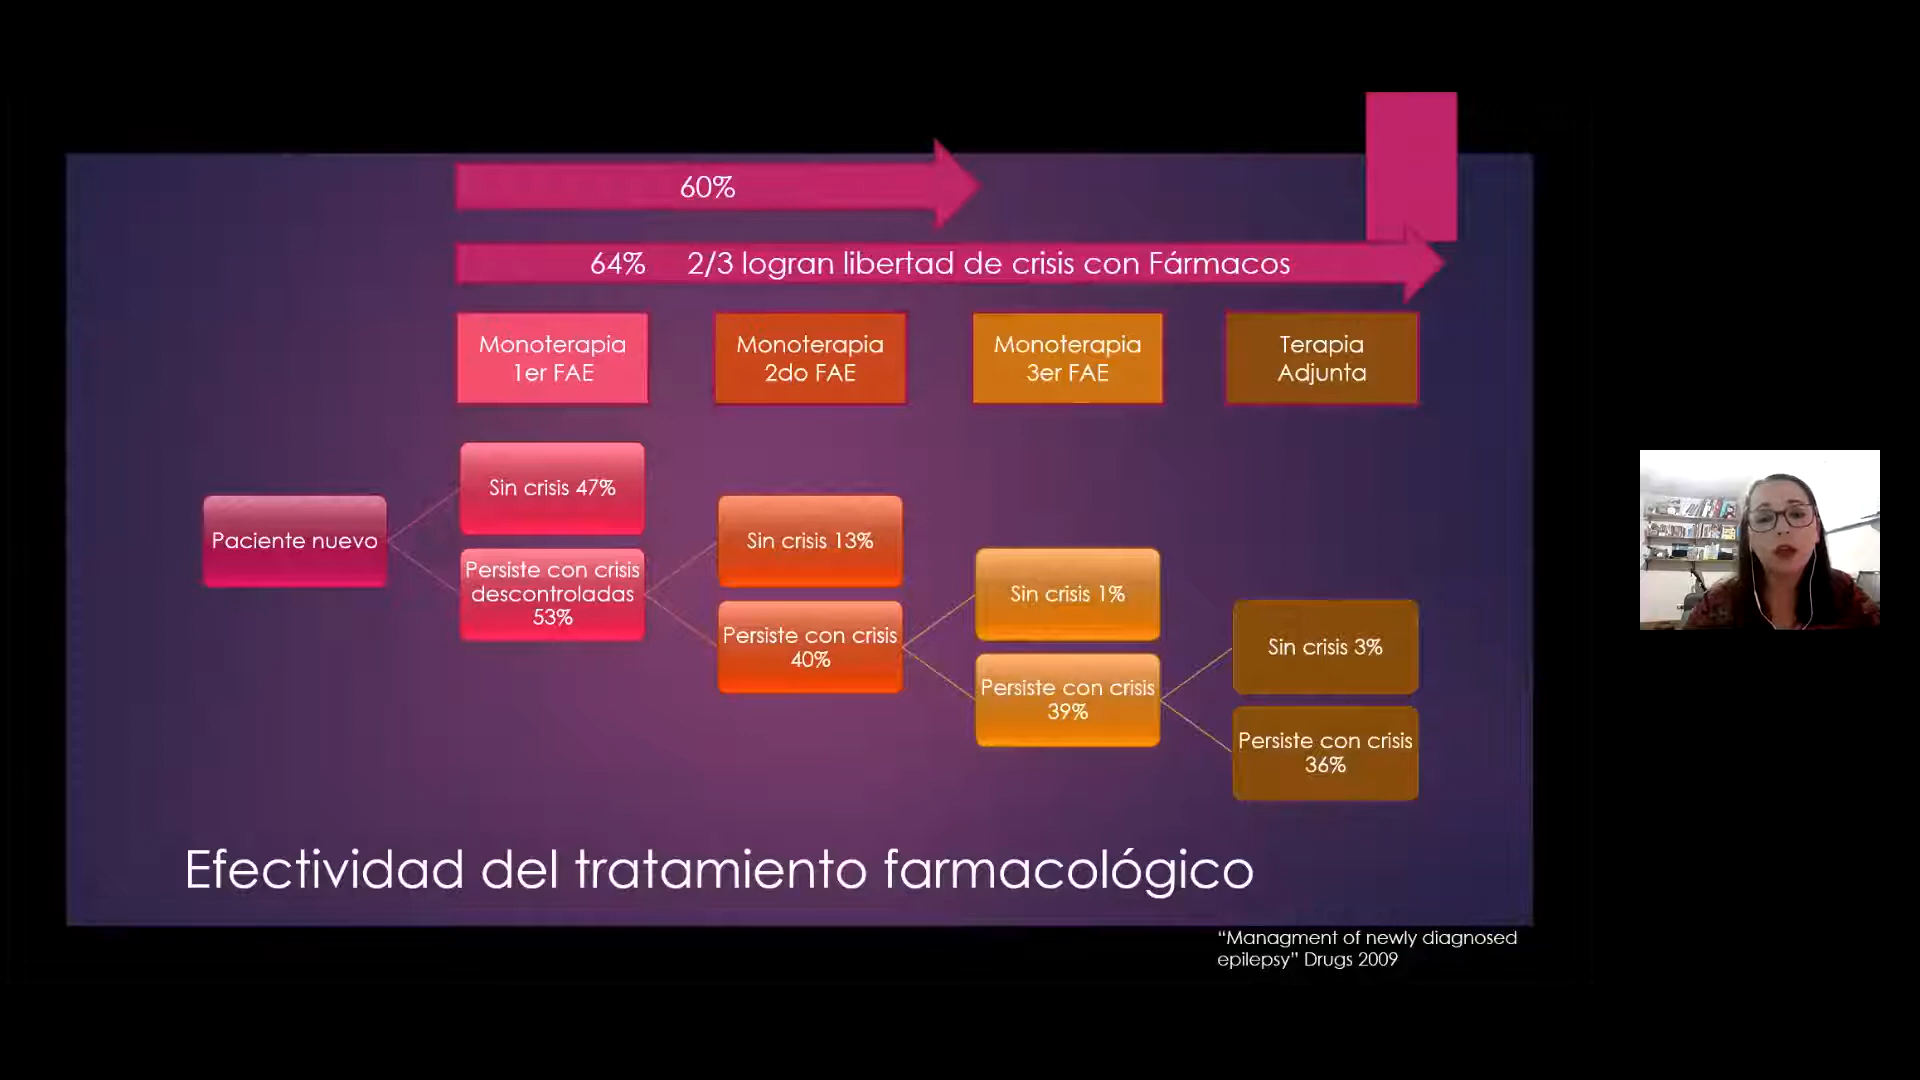 60%
64% 2/3 logran libertad de crisis con Fármacos
Monoterapia
1er FAE
Monoterapia
2do FAE
Monoterapia
3er FAE
Terapia
Adjunta
Paciente nuevo
Sin crisis 47%
Persiste con crisis
descontroladas
53%
Sin crisis 13%
Persiste con crisis
40%
Sin crisis 1%
Persiste con crisis
39%
Sin crisis 3%
Persiste con crisis
36%
Efectividad del tratamiento farmacológico
“Managment of newly diagnosed
epilepsy” Drugs 2009